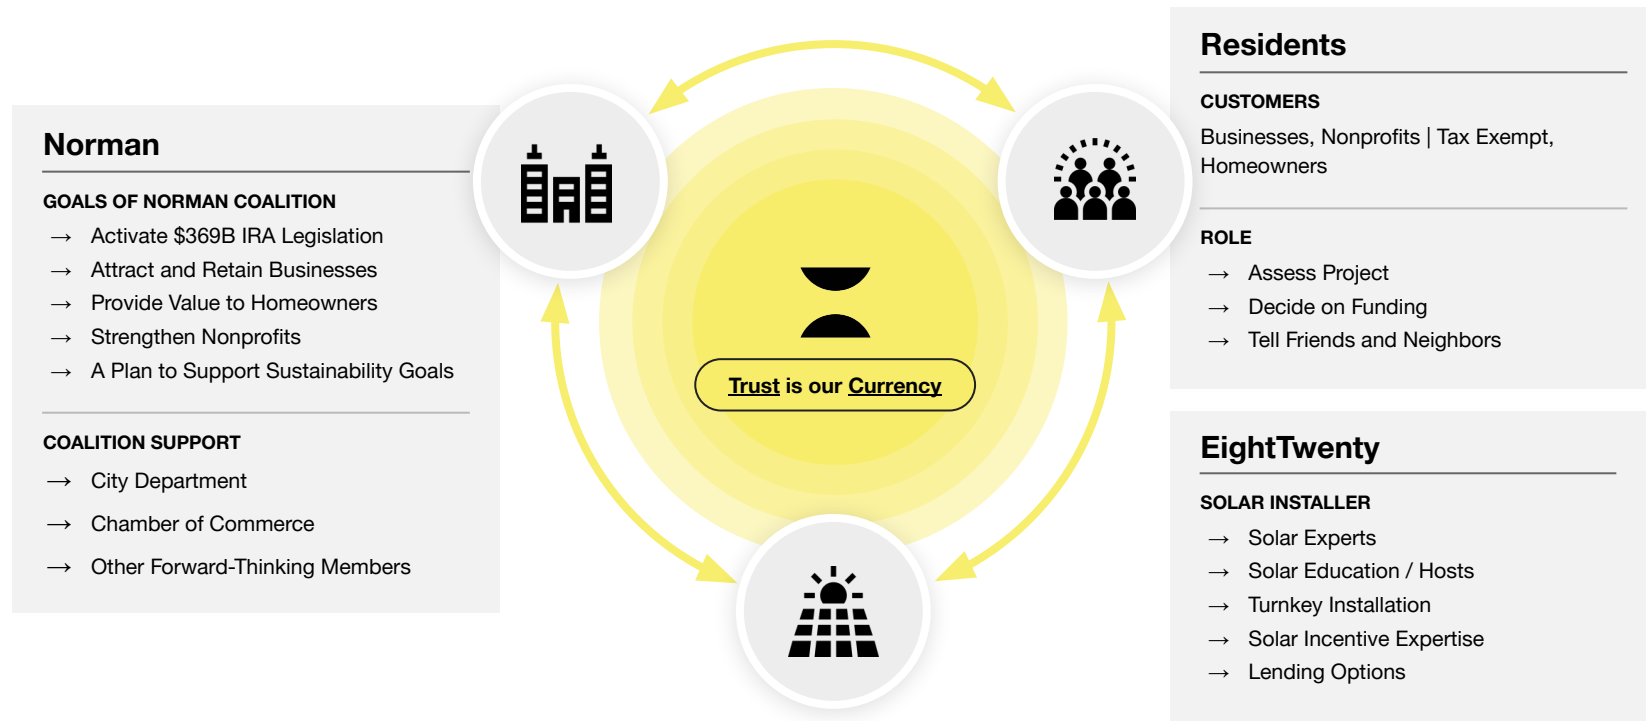 Norman
GOALS OF NORMAN COALITION
→ Activate $369B IRA Legislation
→ Attract and Retain Businesses
→ Provide Value to Homeowners
→ Strengthen Nonprofits
→ A Plan to Support Sustainability Goals
COALITION SUPPORT
→ City Department
→ Chamber of Commerce
→ Other Forward-Thinking Members
Trust is our Currency
Residents
CUSTOMERS
Businesses, Nonprofits | Tax Exempt,
Homeowners
ROLE
→ Assess Project
→ Decide on Funding
→ Tell Friends and Neighbors
EightTwenty
SOLAR INSTALLER
→ Solar Experts
→ Solar Education / Hosts
→ Turnkey Installation
→ Solar Incentive Expertise
→ Lending Options